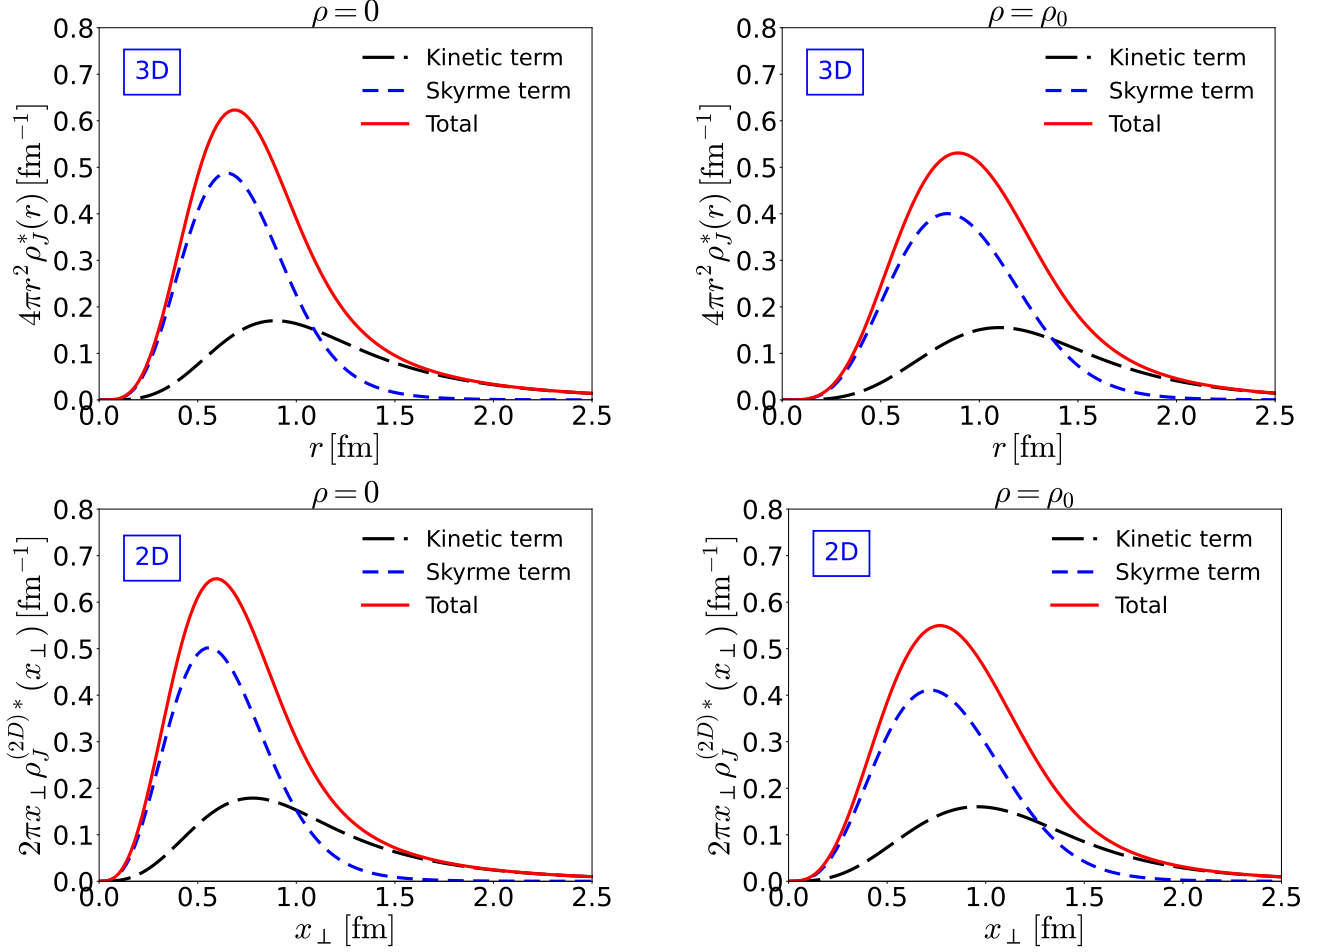 ρ = 0
3D
Kinetic term
Skyrme term
Total
4πr² ρ*_J(r) [fm⁻¹]
0.8
0.7
0.6
0.5
0.4
0.3
0.2
0.1
0.0
0.0 0.5 1.0 1.5 2.0 2.5
r [fm]
ρ = ρ₀
3D
Kinetic term
Skyrme term
Total
4πr² ρ*_J(r) [fm⁻¹]
0.8
0.7
0.6
0.5
0.4
0.3
0.2
0.1
0.0
0.0 0.5 1.0 1.5 2.0 2.5
r [fm]
ρ = 0
2D
Kinetic term
Skyrme term
Total
2πx_⊥ρ_J^{(2D)*}(x_⊥) [fm⁻¹]
0.8
0.7
0.6
0.5
0.4
0.3
0.2
0.1
0.0
0.0 0.5 1.0 1.5 2.0 2.5
x_⊥ [fm]
ρ = ρ₀
2D
Kinetic term
Skyrme term
Total
2πx_⊥ρ_J^{(2D)*}(x_⊥) [fm⁻¹]
0.8
0.7
0.6
0.5
0.4
0.3
0.2
0.1
0.0
0.0 0.5 1.0 1.5 2.0 2.5
x_⊥ [fm]